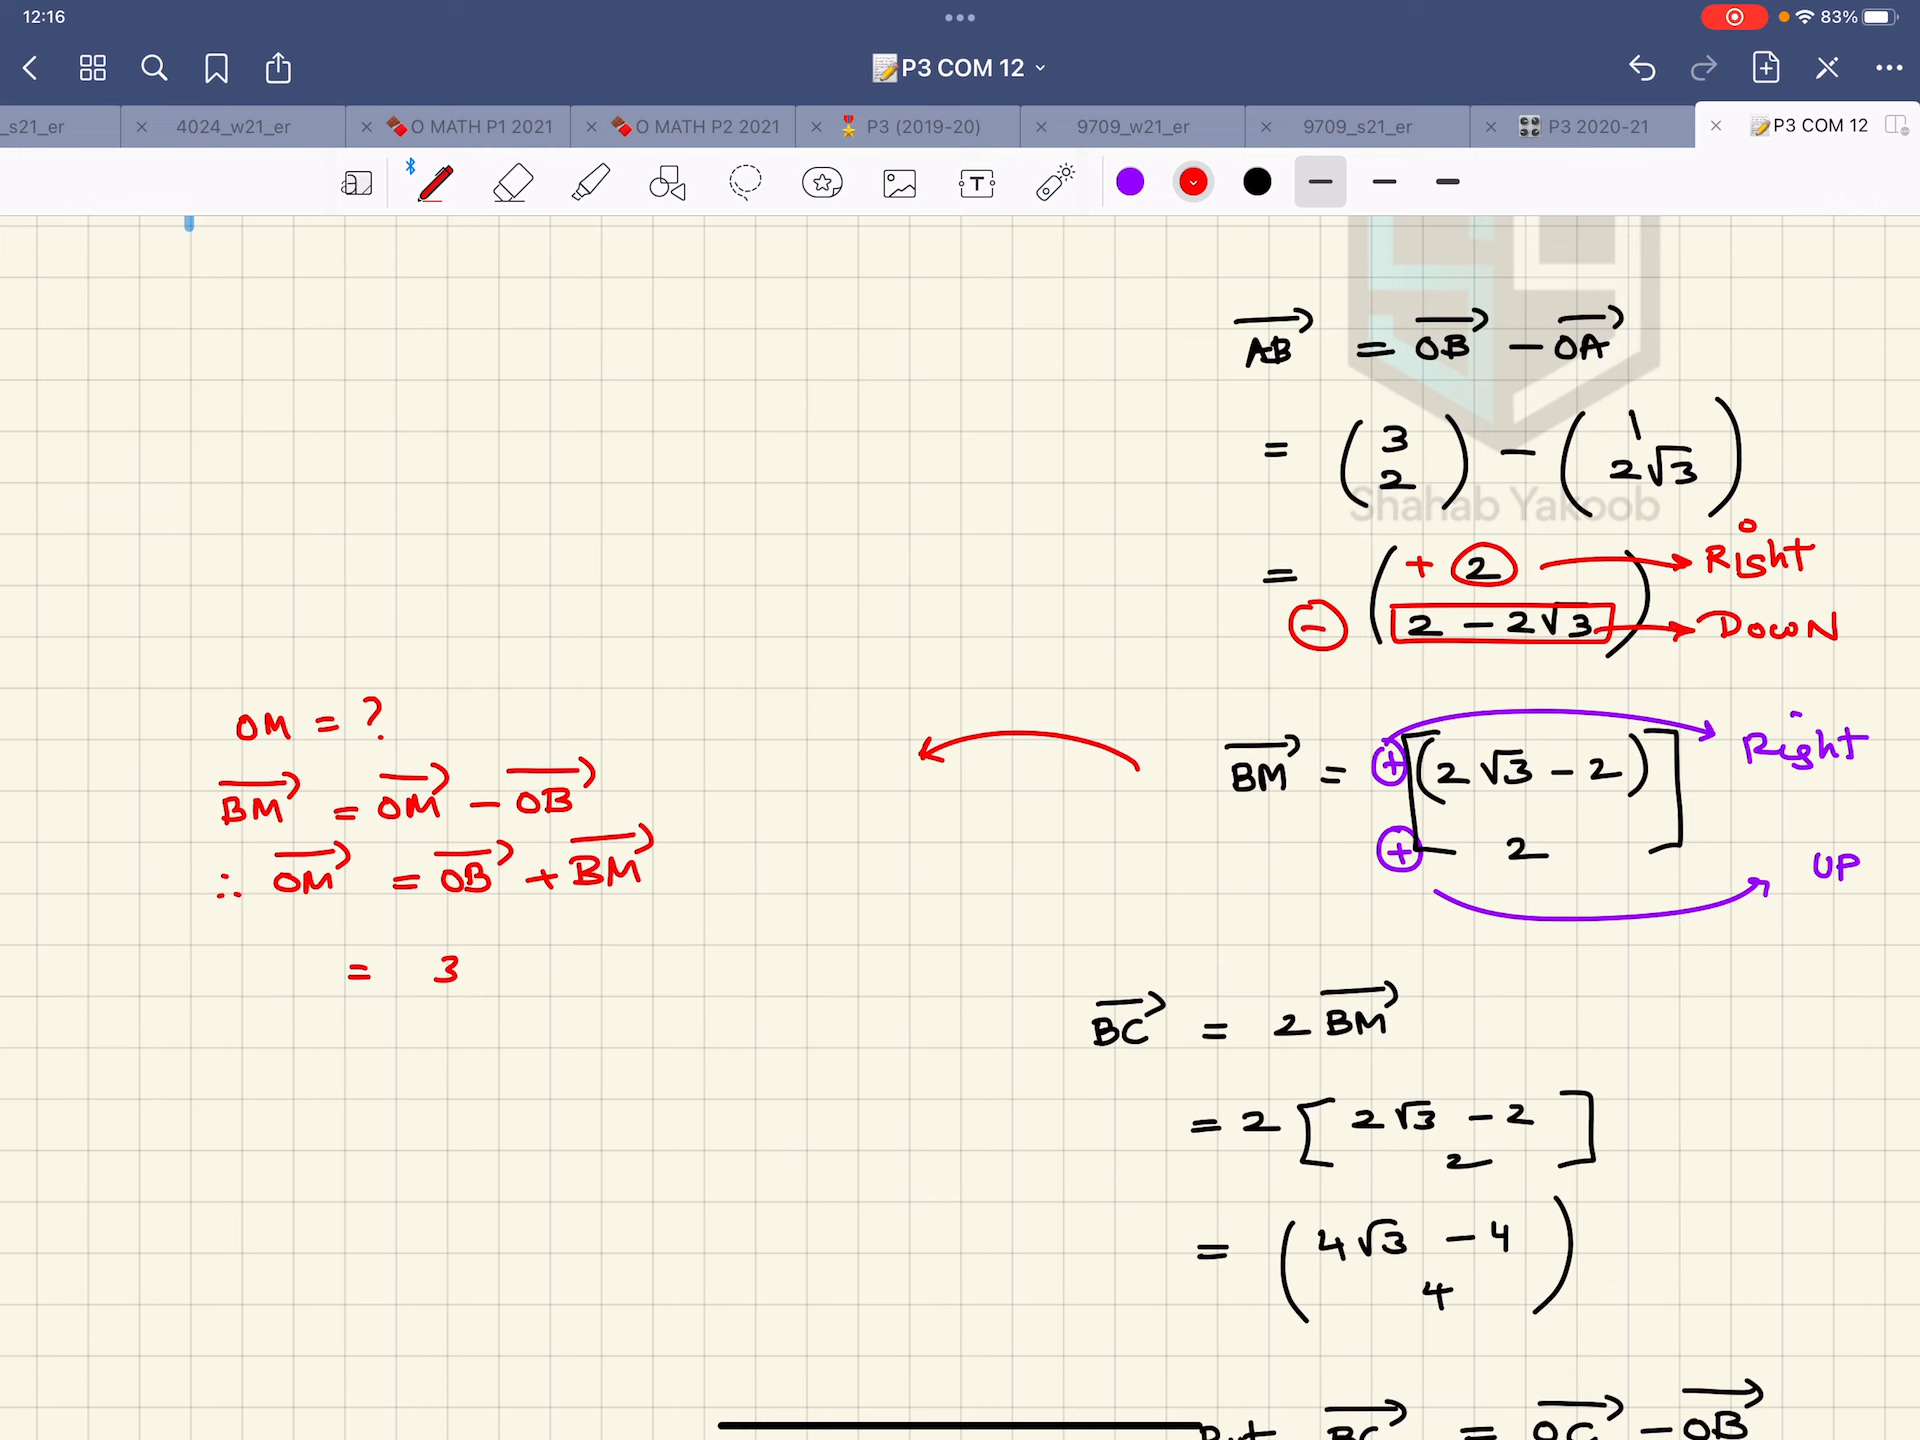 12:16
83%
P3 COM 12
_s21_er
4024_w21_er
O MATH P1 2021
O MATH P2 2021
P3 (2019-20)
9709_w21_er
9709_s21_er
P3 2020-21
P3 COM 12
AB = OB - OA
= (3 2) - (1 2√3)
Shahab Yakoob
= (+ 2 2 - 2√3) Right
- DOWN
OM = ?
BM = OM - OB
∴ OM = OB + BM
= 3
BM = + [(2√3 - 2) + 2] Right
UP
BC = 2 BM
= 2 [2√3 - 2 2]
= (4√3 - 4 4)
But BC = OC - OB